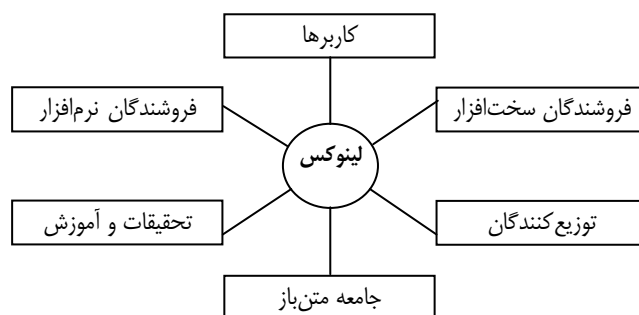 کاربرها
فروشندگان سخت‌افزار
فروشندگان نرم‌افزار
لینوکس
توزیع‌کنندگان
تحقیقات و آموزش
جامعه متن‌باز